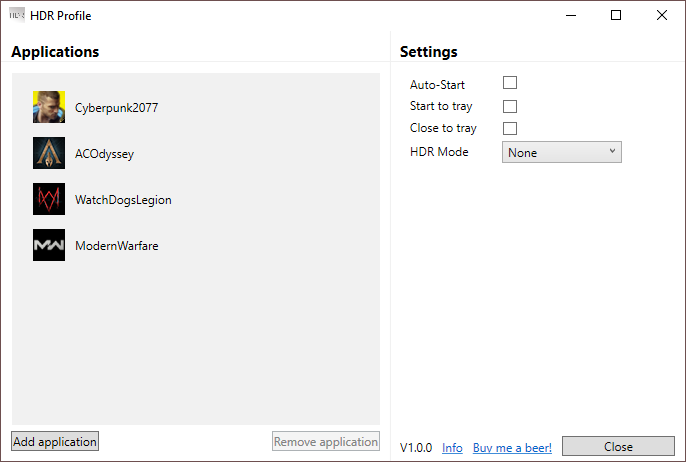 HDR HDR Profile
Applications
Cyberpunk2077
ACOdyssey
WatchDogsLegion
ModernWarfare
Add application
Remove application
Settings
Auto-Start
Start to tray
Close to tray
HDR Mode None
V1.0.0 Info Buy me a beer! Close